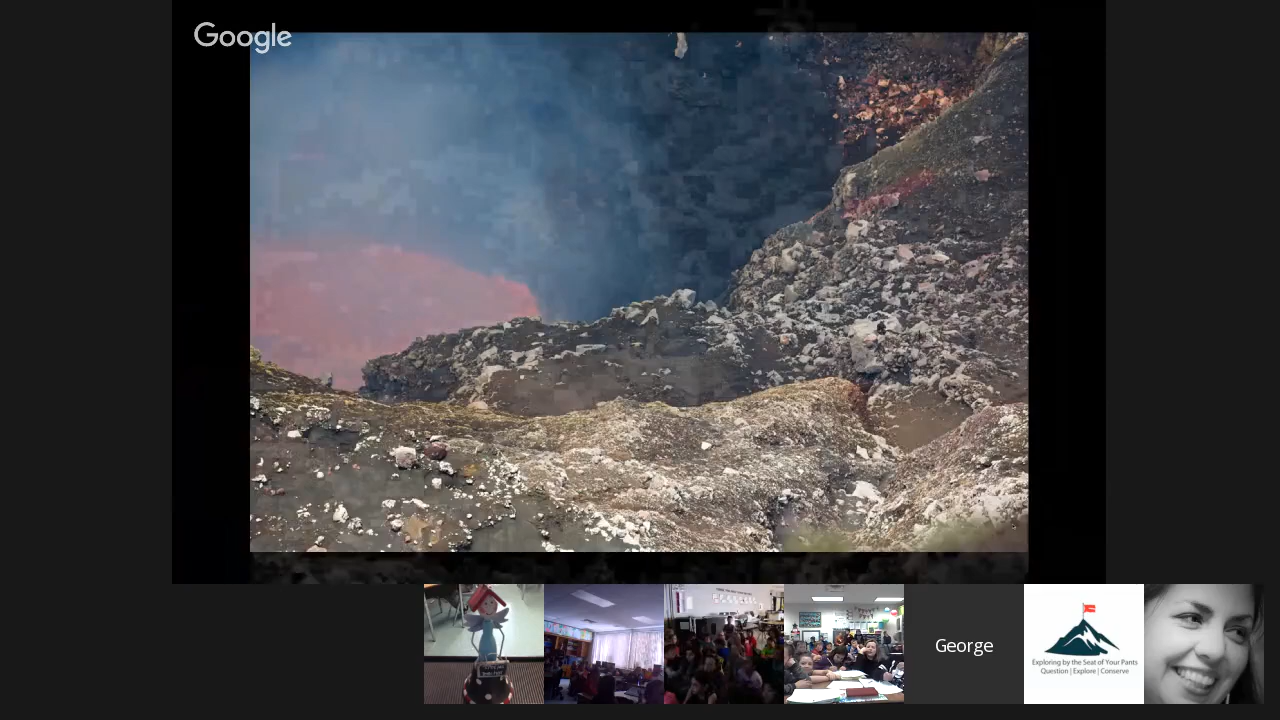 Google
George
Exploring by the Seat of Your Pants
Question | Explore | Conserve